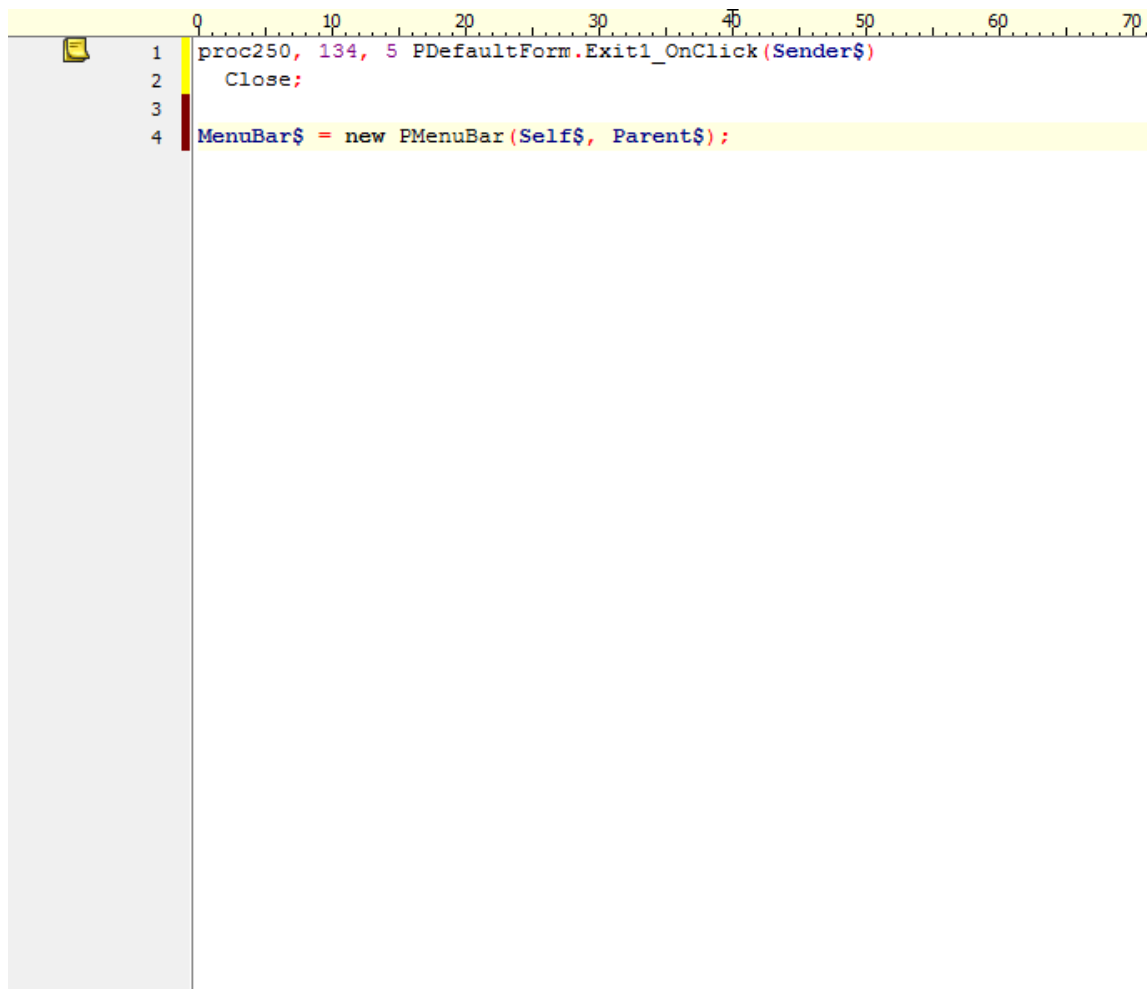 0 10 20 30 40 50 60 70
1 proc250, 134, 5 PDefaultForm.Exit1_OnClick(Sender$)
2 Close;
3
4 MenuBar$ = new PMenuBar(Self$, Parent$);